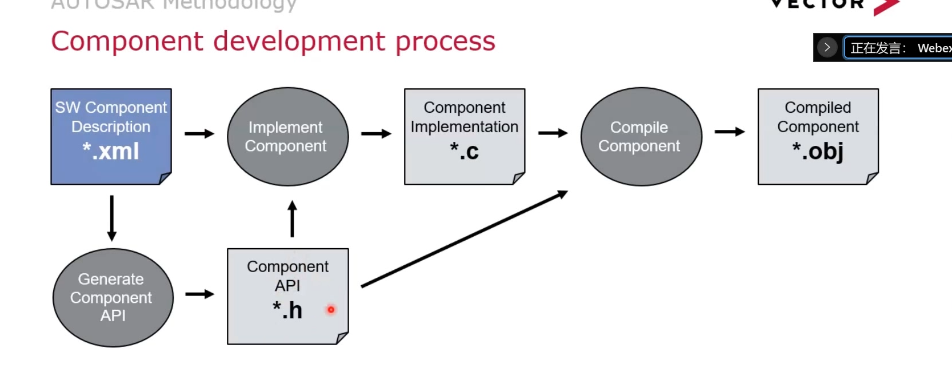 AUTOSAR Methodology
VECTOR
Component development process
正在发言: Webex
SW Component
Description
*.xml
Implement
Component
Component
Implementation
*.c
Compile
Component
Compiled
Component
*.obj
Generate
Component
API
Component
API
*.h